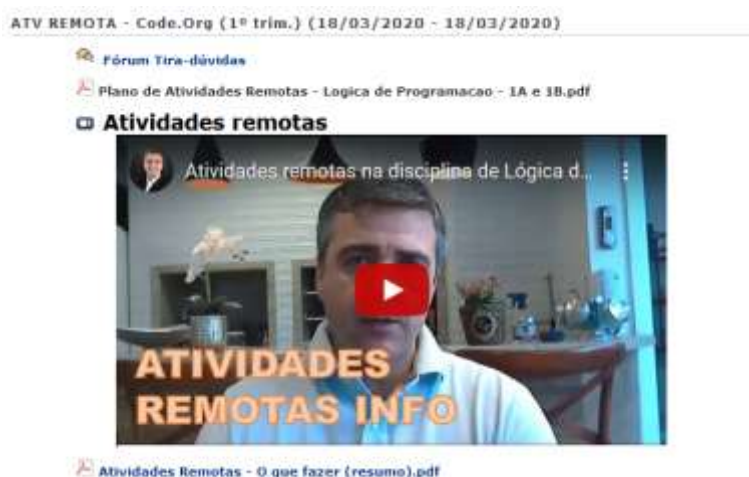 ATV REMOTA - Code.Org (1º trim.) (18/03/2020 - 18/03/2020)
Fórum Tira-dúvidas
Plano de Atividades Remotas - Logica de Programacao - 1A e 1B.pdf
Atividades remotas
Atividades remotas na disciplina de Lógica d...
ATIVIDADES
REMOTAS INFO
Atividades Remotas - O que fazer (resumo).pdf